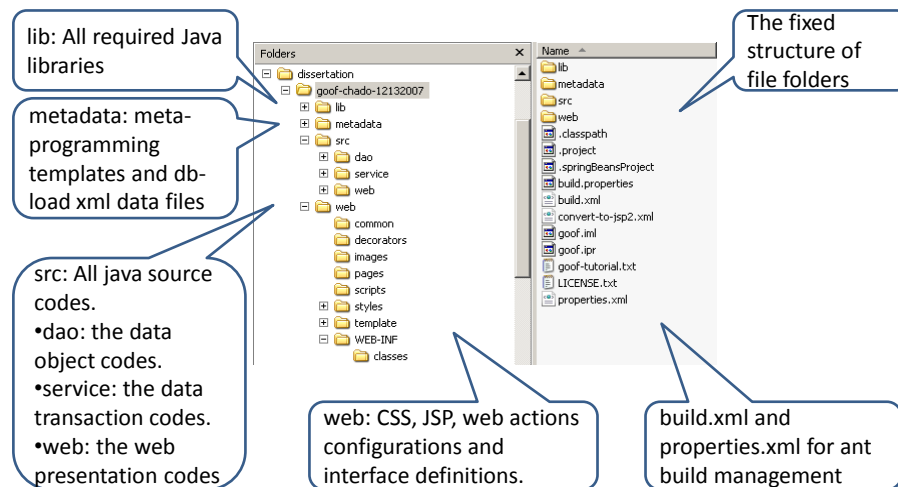 lib: All required Java
libraries
metadata: meta-
programming
templates and db-
load xml data files
src: All java source
codes.
•dao: the data
object codes.
•service: the data
transaction codes.
•web: the web
presentation codes
Folders
dissertation
goof-chado-12132007
lib
metadata
src
dao
service
web
web
common
decorators
images
pages
scripts
styles
template
WEB-INF
classes
Name
lib
metadata
src
web
.classpath
.project
.springBeansProject
build.properties
build.xml
convert-to-jsp2.xml
goof.iml
goof.ipr
goof-tutorial.txt
LICENSE.txt
properties.xml
The fixed
structure of
file folders
web: CSS, JSP, web actions
configurations and
interface definitions.
build.xml and
properties.xml for ant
build management